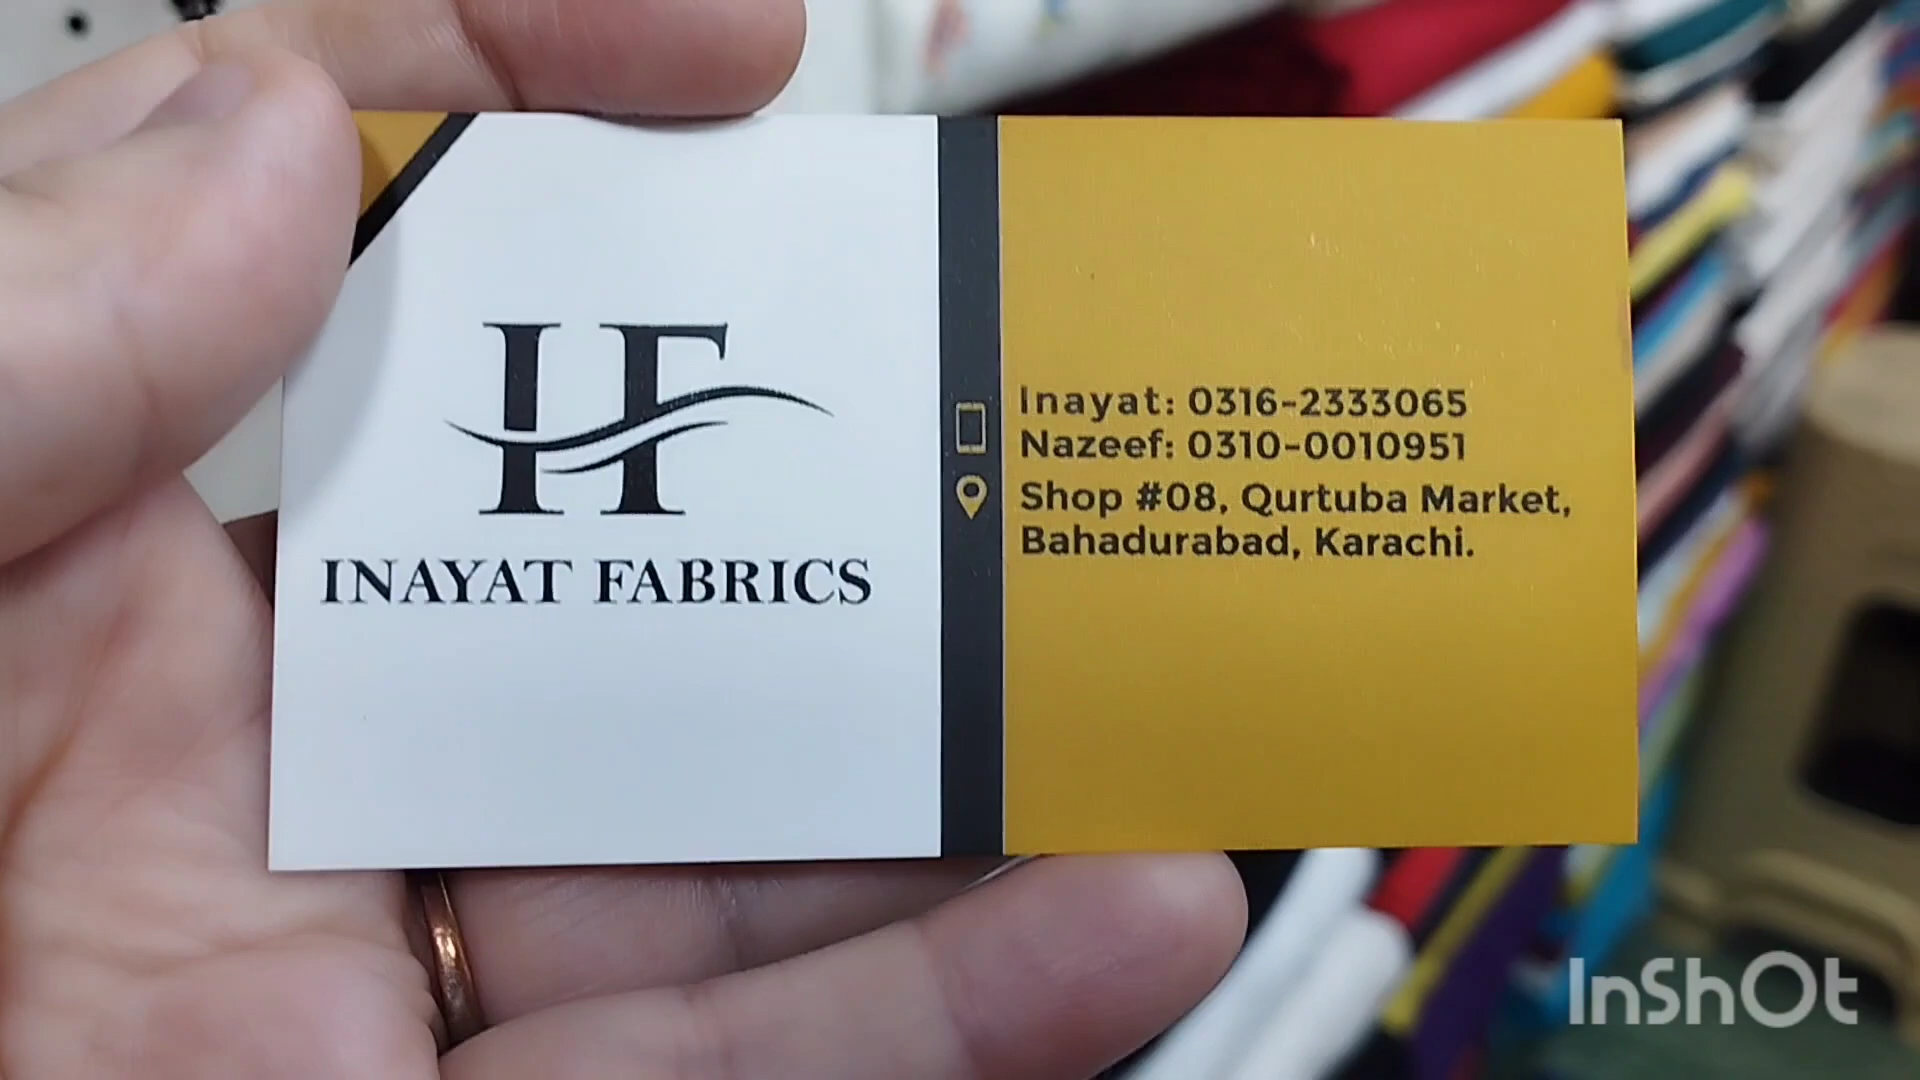 IF
INAYAT FABRICS
Inayat: 0316-2333065
Nazeef: 0310-0010951
Shop #08, Qurtuba Market,
Bahadurabad, Karachi.
InShOt